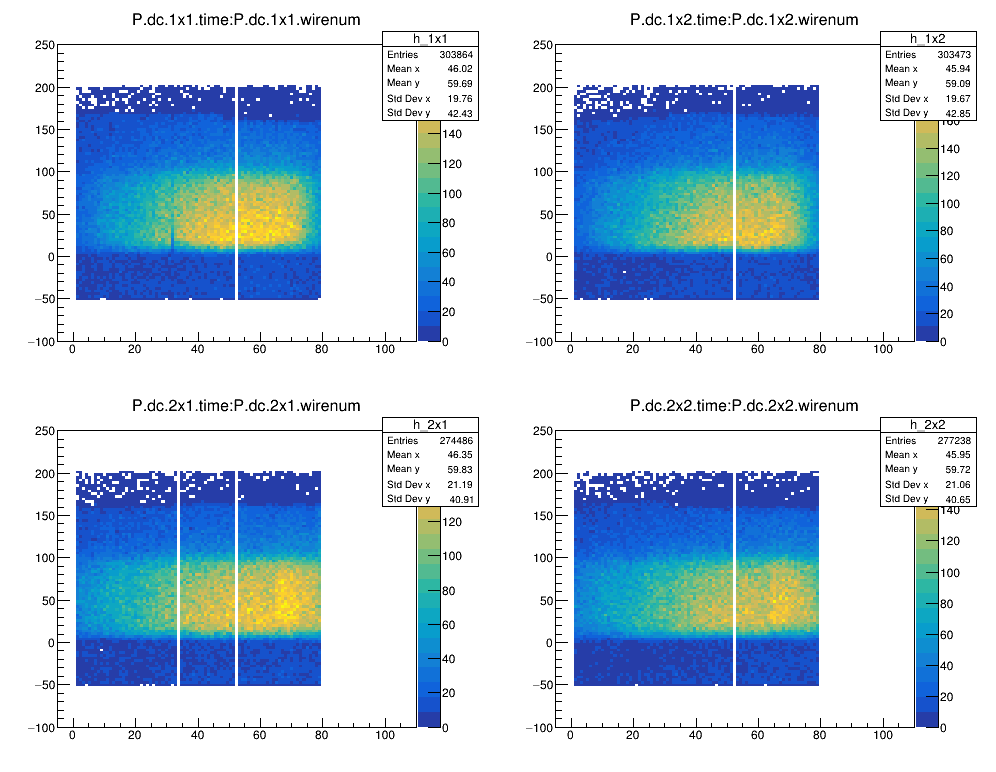 P.dc.1x1.time:P.dc.1x1.wirenum
h_1x1
Entries 303864
Mean x 46.02
Mean y 59.69
Std Dev x 19.76
Std Dev y 42.43
250
200
150
100
50
0
−50
−100
0 20 40 60 80 100
140
120
100
80
60
40
20
0
P.dc.1x2.time:P.dc.1x2.wirenum
h_1x2
Entries 303473
Mean x 45.94
Mean y 59.09
Std Dev x 19.67
Std Dev y 42.85
250
200
150
100
50
0
−50
−100
0 20 40 60 80 100
160
140
120
100
80
60
40
20
0
P.dc.2x1.time:P.dc.2x1.wirenum
h_2x1
Entries 274486
Mean x 46.35
Mean y 59.83
Std Dev x 21.19
Std Dev y 40.91
250
200
150
100
50
0
−50
−100
0 20 40 60 80 100
120
100
80
60
40
20
0
P.dc.2x2.time:P.dc.2x2.wirenum
h_2x2
Entries 277238
Mean x 45.95
Mean y 59.72
Std Dev x 21.06
Std Dev y 40.65
250
200
150
100
50
0
−50
−100
0 20 40 60 80 100
140
120
100
80
60
40
20
0